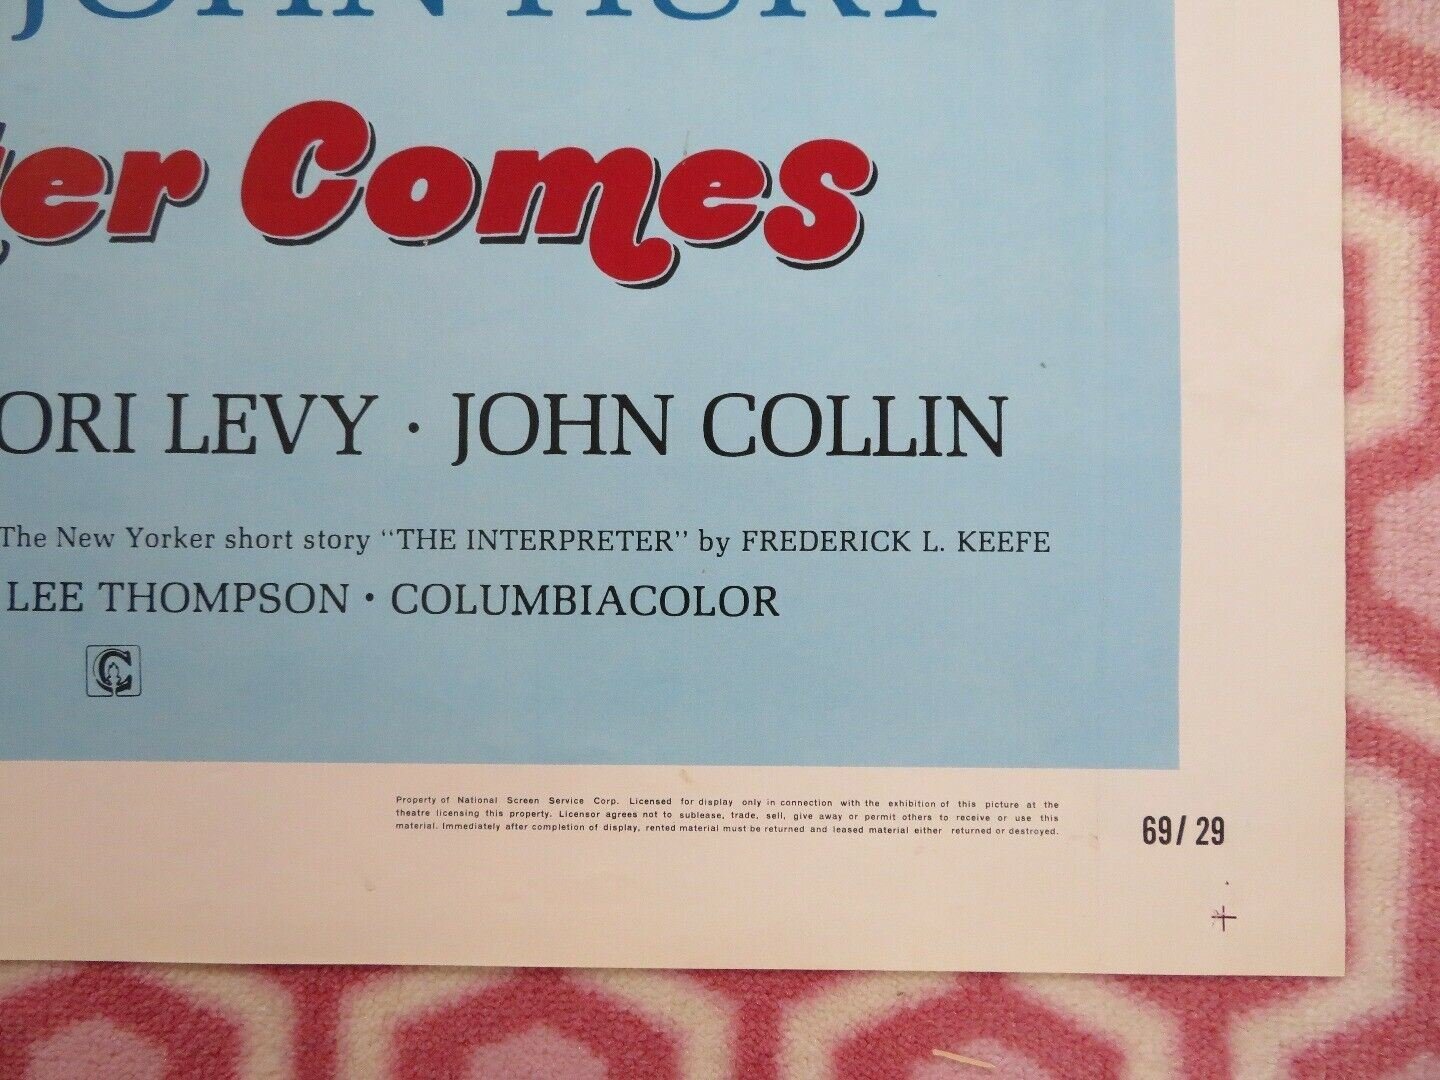 JOHN HURT
er Comes
ORI LEVY · JOHN COLLIN
The New Yorker short story "THE INTERPRETER" by FREDERICK L. KEEFE
LEE THOMPSON · COLUMBIACOLOR
C
Property of National Screen Service Corp. Licensed for display only in connection with the exhibition of this picture at the
theatre licensing this property. Licensor agrees not to sublease, trade, sell, give away or permit others to receive or use this
material. Immediately after completion of display, rented material must be returned and leased material either returned or destroyed.
69/29